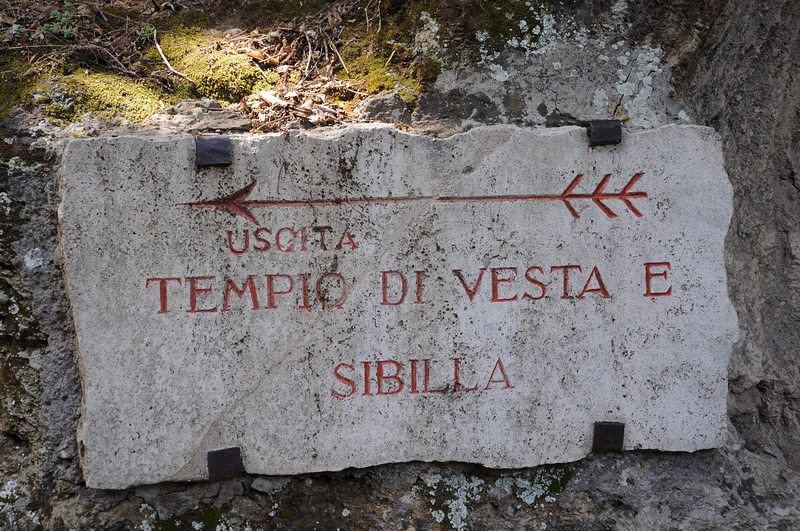 USCITA
TEMPIO DI VESTA E
SIBILLA